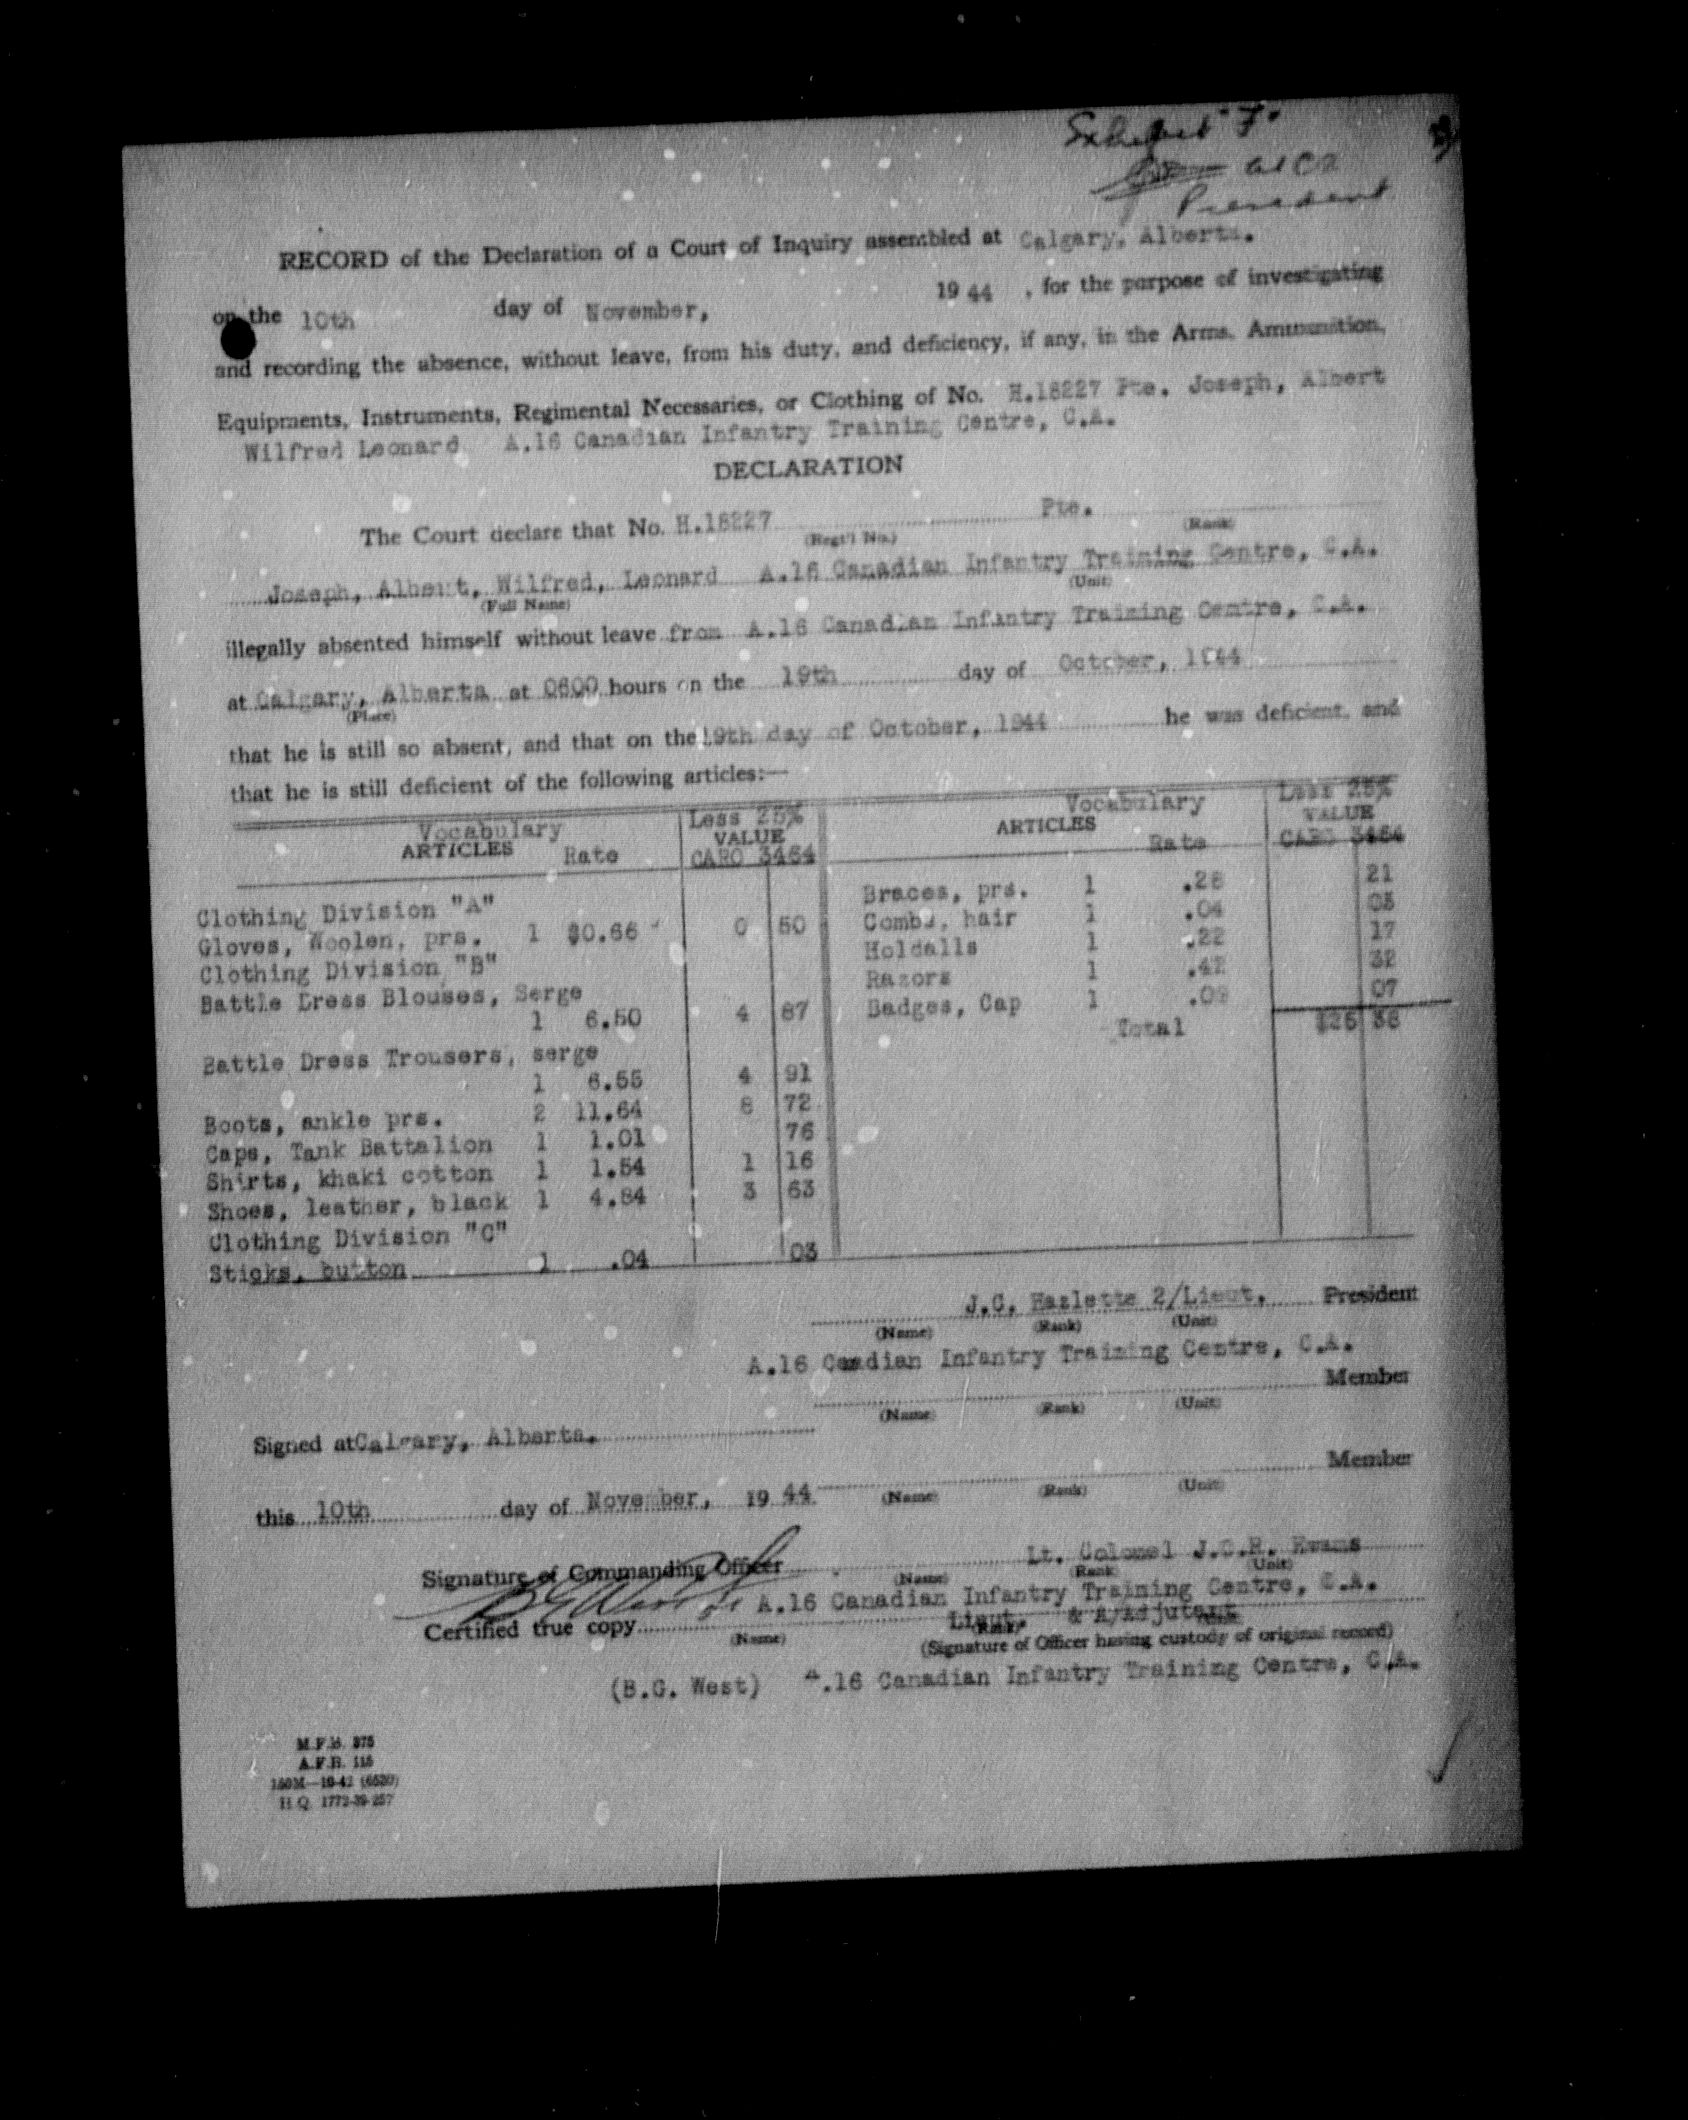 Exhibit "F"
President
RECORD of the Declaration of a Court of Inquiry assembled at Calgary, Alberta.
on the 10th day of November, 1944 , for the purpose of investigating
and recording the absence, without leave, from his duty, and deficiency, if any, in the Arms, Ammunition,
Equipments, Instruments, Regimental Necessaries, or Clothing of No. H.18227 Pte. Joseph, Albert
Wilfred Leonard A.16 Canadian Infantry Training Centre, C.A.
DECLARATION
The Court declare that No. H.18227 Pte.
(Regt'l No.) (Rank)
Joseph, Albert, Wilfred, Leonard A.16 Canadian Infantry Training Centre, C.A.
(Full Name) (Unit)
illegally absented himself without leave from A.16 Canadian Infantry Training Centre, C.A.
at Calgary, Alberta at 0600 hours on the 19th day of October, 1944
(Place)
that he is still so absent, and that on the 19th day of October, 1944 he was deficient, and
that he is still deficient of the following articles:—
Vocabulary Less 25%
ARTICLES Rate VALUE
CARO 3464
Clothing Division "A"
Gloves, Woolen, prs. 1 $0.66 0 50
Clothing Division "B"
Battle Dress Blouses, Serge
1 6.50 4 87
Battle Dress Trousers, serge
1 6.55 4 91
Boots, ankle prs. 2 11.64 8 72
Caps, Tank Battalion 1 1.01 76
Shirts, khaki cotton 1 1.54 1 16
Shoes, leather, black 1 4.84 3 63
Clothing Division "C"
Sticks, button 1 .04 03
Vocabulary Less 25%
ARTICLES VALUE
Rate CARO 3464
Braces, prs. 1 .28 21
Combs, hair 1 .04 03
Holdalls 1 .22 17
Razors 1 .42 32
Badges, Cap 1 .09 07
Total $25 38
J.C. Hazlette 2/Lieut. President
(Name) (Rank) (Unit)
A.16 Canadian Infantry Training Centre, C.A.
Member
(Name) (Rank) (Unit)
Signed at Calgary, Alberta.
Member
this 10th day of November, 19 44
(Name) (Rank) (Unit)
Lt. Colonel J.C.H. Evans
Signature of Commanding Officer
(Name) (Rank) (Unit)
A.16 Canadian Infantry Training Centre, C.A.
Certified true copy Lieut. & A/Adjutant
(Name) (Rank)
(Signature of Officer having custody of original record)
(B.G. West) A.16 Canadian Infantry Training Centre, C.A.
M.F.B. 375
A.F.B. 115
150M—10-42 (6520)
H.Q. 1772-39-257